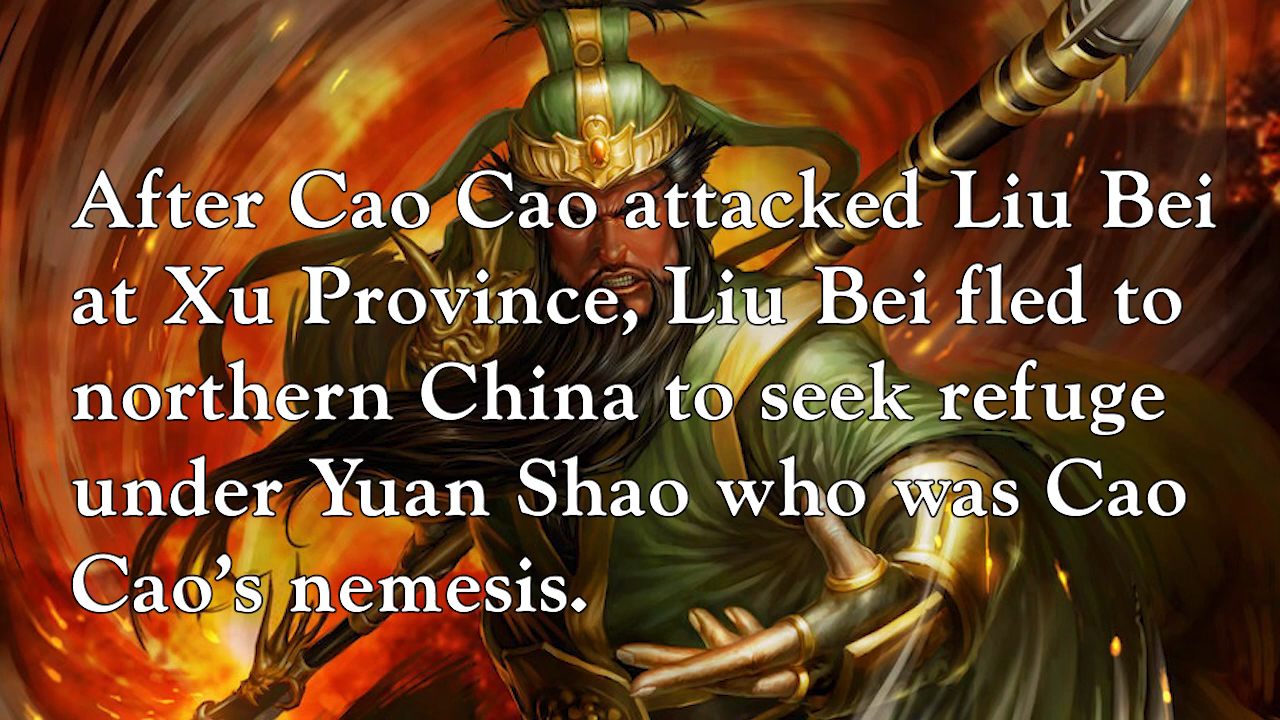 After Cao Cao attacked Liu Bei
at Xu Province, Liu Bei fled to
northern China to seek refuge
under Yuan Shao who was Cao
Cao’s nemesis.